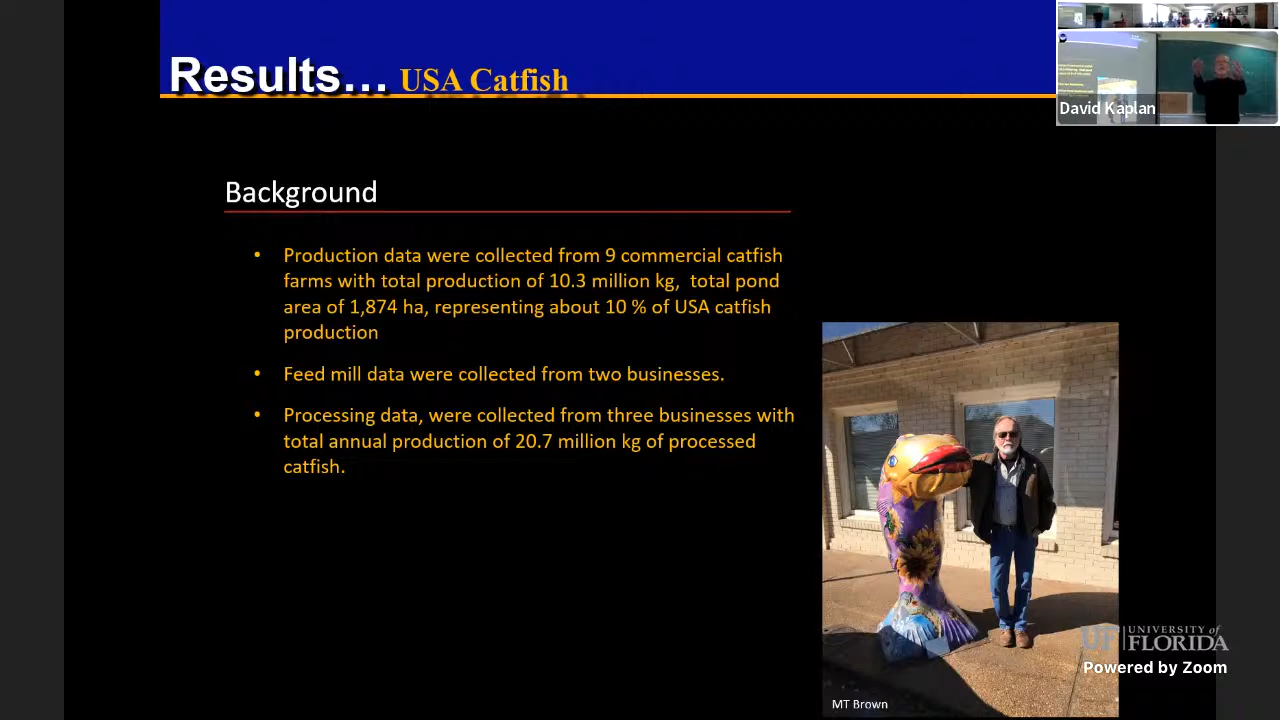 Results... USA Catfish
David Kaplan
Background
• Production data were collected from 9 commercial catfish
farms with total production of 10.3 million kg, total pond
area of 1,874 ha, representing about 10 % of USA catfish
production
• Feed mill data were collected from two businesses.
• Processing data, were collected from three businesses with
total annual production of 20.7 million kg of processed
catfish.
UF UNIVERSITY of
FLORIDA
Powered by Zoom
MT Brown